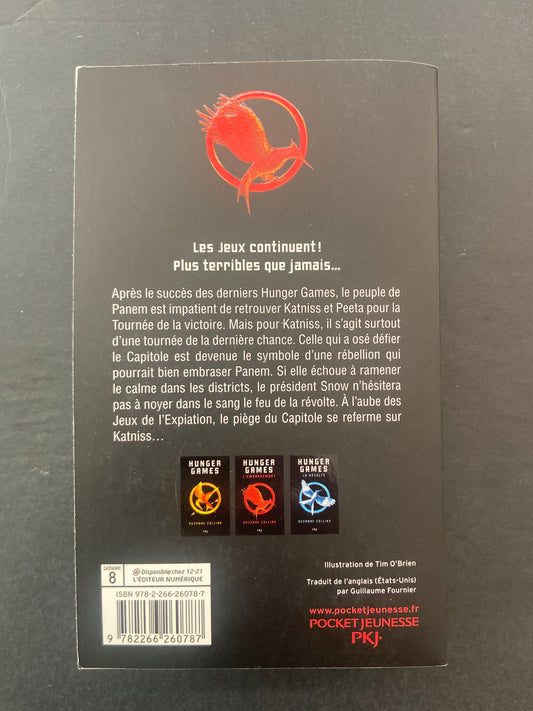 Les Jeux continuent !
Plus terribles que jamais…
Après le succès des derniers Hunger Games, le peuple de
Panem est impatient de retrouver Katniss et Peeta pour la
Tournée de la victoire. Mais pour Katniss, il s'agit surtout
d'une tournée de la dernière chance. Celle qui a osé défier
le Capitole est devenue le symbole d'une rébellion qui
pourrait bien embraser Panem. Si elle échoue à ramener
le calme dans les districts, le président Snow n'hésitera
pas à noyer dans le sang le feu de la révolte. À l'aube des
Jeux de l'Expiation, le piège du Capitole se referme sur
Katniss…
HUNGER
GAMES
SUZANNE COLLINS
PKJ
HUNGER
GAMES
L'EMBRASEMENT
SUZANNE COLLINS
PKJ
HUNGER
GAMES
LA RÉVOLTE
SUZANNE COLLINS
PKJ
CATÉGORIE
8
@ Disponible chez 12-21
L'ÉDITEUR NUMÉRIQUE
ISBN 978-2-266-26078-7
9 782266 260787
Illustration de Tim O'Brien
Traduit de l'anglais (États-Unis)
par Guillaume Fournier
www.pocketjeunesse.fr
POCKET JEUNESSE
PKJ·